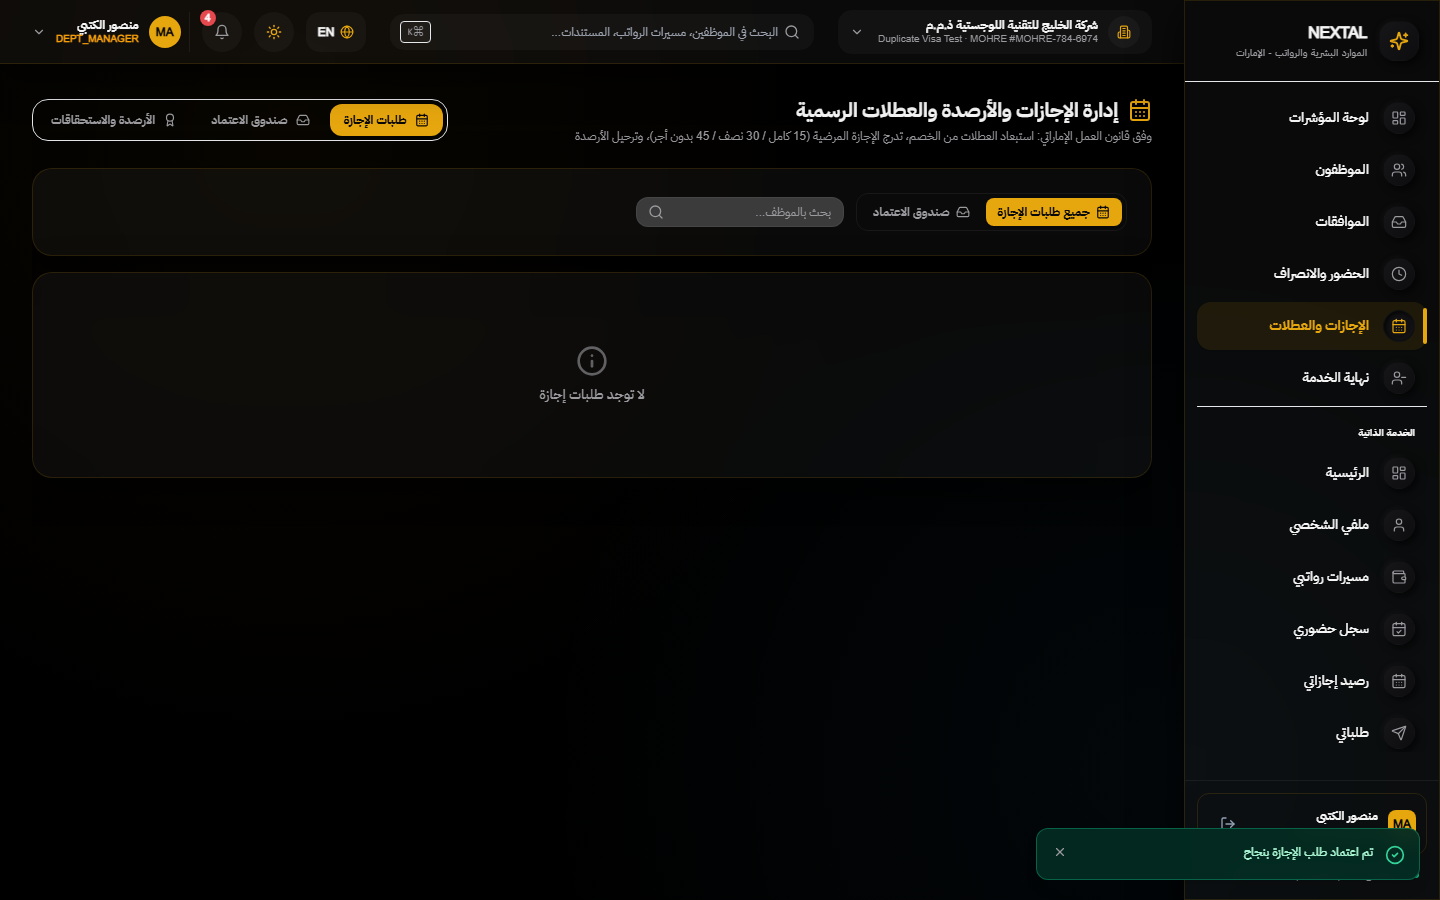 NEXTAL
الموارد البشرية والرواتب - الإمارات
شركة الخليج للتقنية اللوجستية ذ.م.م
Duplicate Visa Test · MOHRE #MOHRE-784-6974
البحث في الموظفين، مسيرات الرواتب، المستندات...
⌘K
EN
4
MA
منصور الكتبي
DEPT_MANAGER
لوحة المؤشرات
الموظفون
الموافقات
الحضور والانصراف
الإجازات والعطلات
نهاية الخدمة
الخدمة الذاتية
الرئيسية
ملفي الشخصي
مسيرات رواتبي
سجل حضوري
رصيد إجازاتي
طلباتي
MA
منصور الكتبي
إدارة الإجازات والأرصدة والعطلات الرسمية
وفق قانون العمل الإماراتي: استبعاد العطلات من الخصم، تدرج الإجازة المرضية (15 كامل / 30 نصف / 45 بدون أجر)، وترحيل الأرصدة
طلبات الإجازة
صندوق الاعتماد
الأرصدة والاستحقاقات
جميع طلبات الإجازة
صندوق الاعتماد
بحث بالموظف...
لا توجد طلبات إجازة
تم اعتماد طلب الإجازة بنجاح